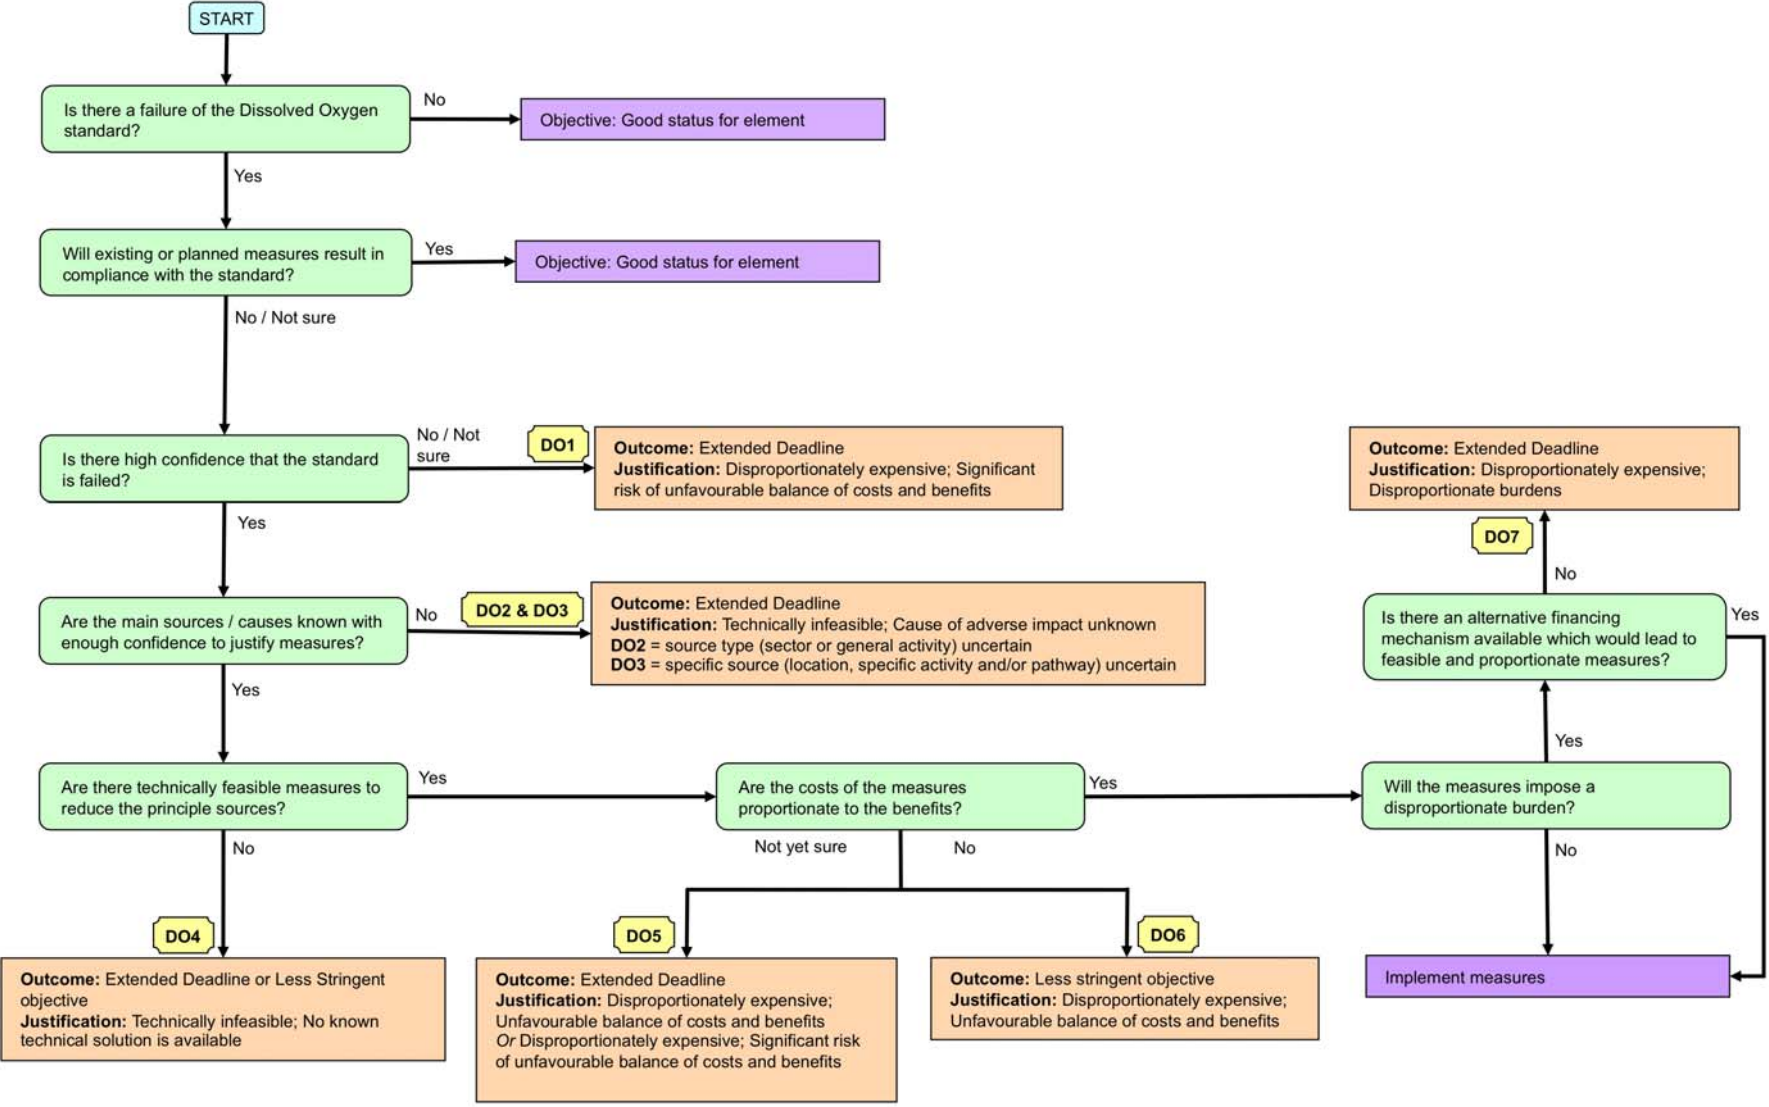 START
Is there a failure of the Dissolved Oxygen
standard?
No
Objective: Good status for element
Yes
Will existing or planned measures result in
compliance with the standard?
Yes
Objective: Good status for element
No / Not sure
Is there high confidence that the standard
is failed?
No / Not
sure
DO1
Outcome: Extended Deadline
Justification: Disproportionately expensive; Significant
risk of unfavourable balance of costs and benefits
Yes
Are the main sources / causes known with
enough confidence to justify measures?
No
DO2 & DO3
Outcome: Extended Deadline
Justification: Technically infeasible; Cause of adverse impact unknown
DO2 = source type (sector or general activity) uncertain
DO3 = specific source (location, specific activity and/or pathway) uncertain
Yes
Are there technically feasible measures to
reduce the principle sources?
No
DO4
Outcome: Extended Deadline or Less Stringent
objective
Justification: Technically infeasible; No known
technical solution is available
Yes
Are the costs of the measures
proportionate to the benefits?
Not yet sure
No
DO5
Outcome: Extended Deadline
Justification: Disproportionately expensive;
Unfavourable balance of costs and benefits
Or Disproportionately expensive; Significant risk
of unfavourable balance of costs and benefits
DO6
Outcome: Less stringent objective
Justification: Disproportionately expensive;
Unfavourable balance of costs and benefits
Yes
Will the measures impose a
disproportionate burden?
No
Implement measures
Yes
Is there an alternative financing
mechanism available which would lead to
feasible and proportionate measures?
Yes
No
DO7
Outcome: Extended Deadline
Justification: Disproportionately expensive;
Disproportionate burdens